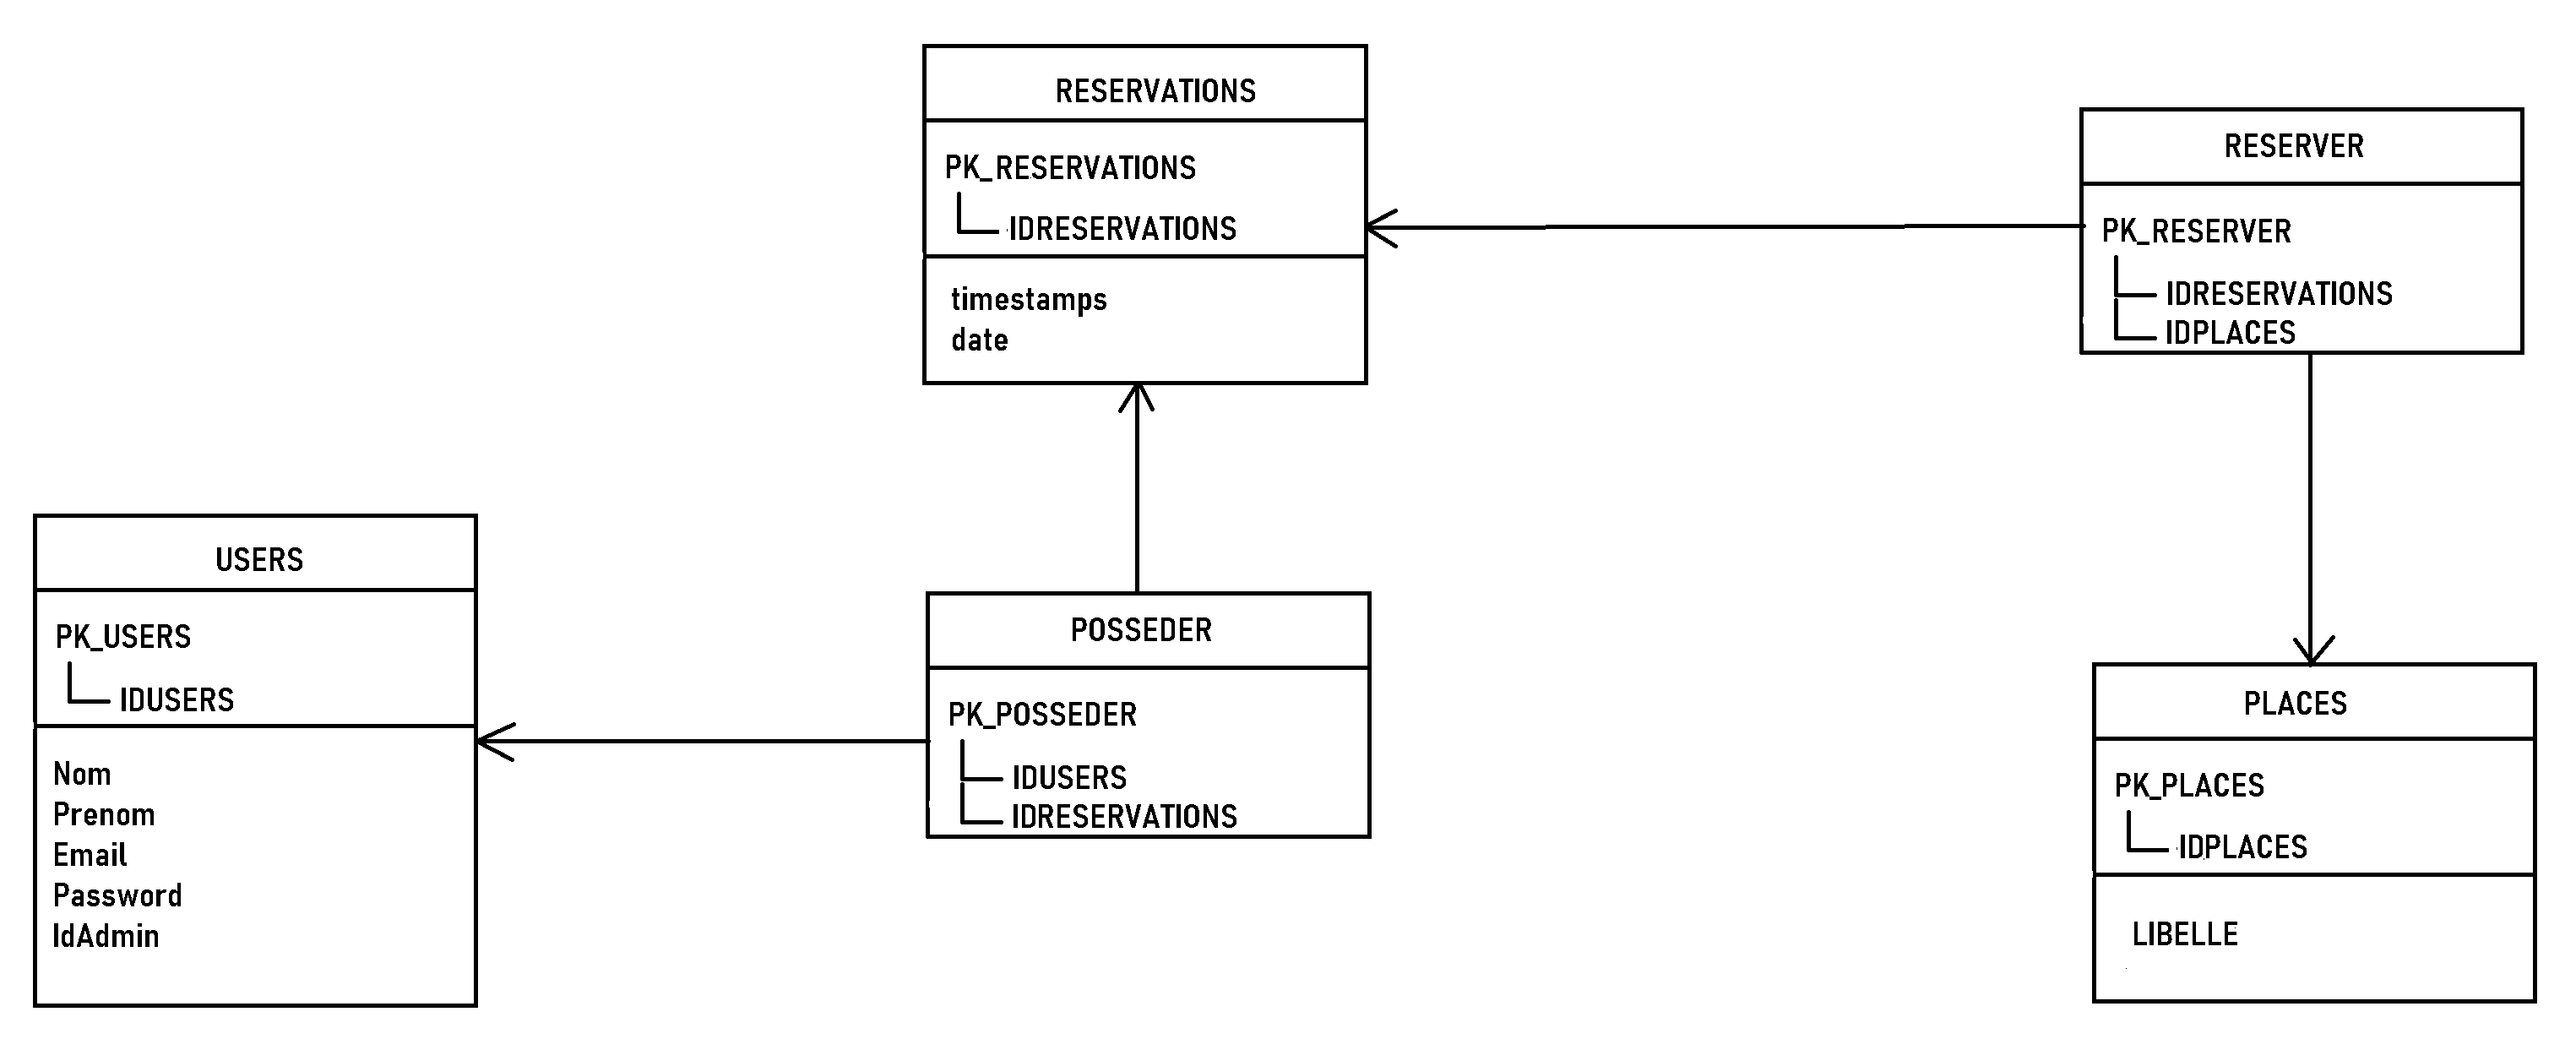 RESERVATIONS
PK_RESERVATIONS
IDRESERVATIONS
timestamps
date
RESERVER
PK_RESERVER
IDRESERVATIONS
IDPLACES
USERS
PK_USERS
IDUSERS
Nom
Prenom
Email
Password
IdAdmin
POSSEDER
PK_POSSEDER
IDUSERS
IDRESERVATIONS
PLACES
PK_PLACES
IDPLACES
LIBELLE